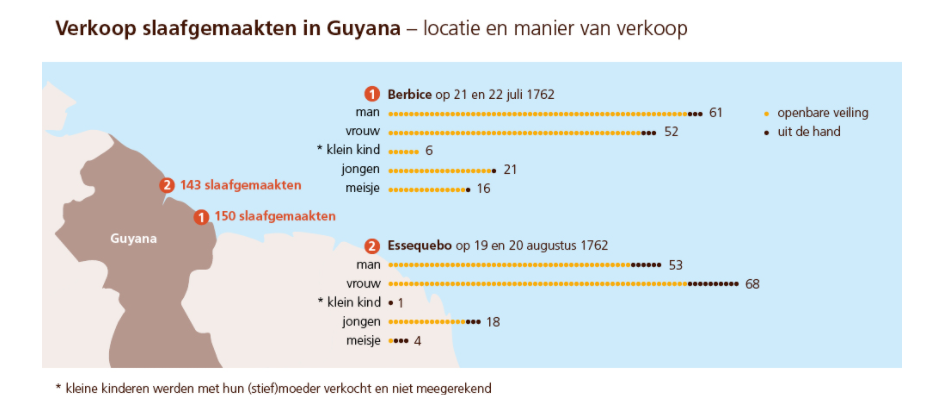 Verkoop slaafgemaakten in Guyana – locatie en manier van verkoop
1 Berbice op 21 en 22 juli 1762
man 61
vrouw 52
* klein kind 6
jongen 21
meisje 16
openbare veiling
uit de hand
2 143 slaafgemaakten
1 150 slaafgemaakten
Guyana
2 Essequebo op 19 en 20 augustus 1762
man 53
vrouw 68
* klein kind 1
jongen 18
meisje 4
* kleine kinderen werden met hun (stief)moeder verkocht en niet meegerekend